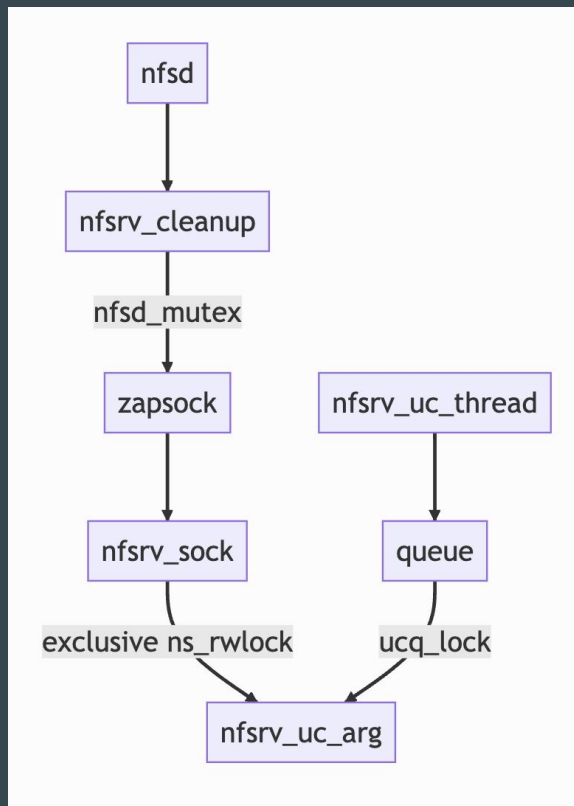 nfsd
nfsrv_cleanup
nfsd_mutex
zapsock
nfsrv_uc_thread
nfsrv_sock
queue
exclusive ns_rwlock
ucq_lock
nfsrv_uc_arg